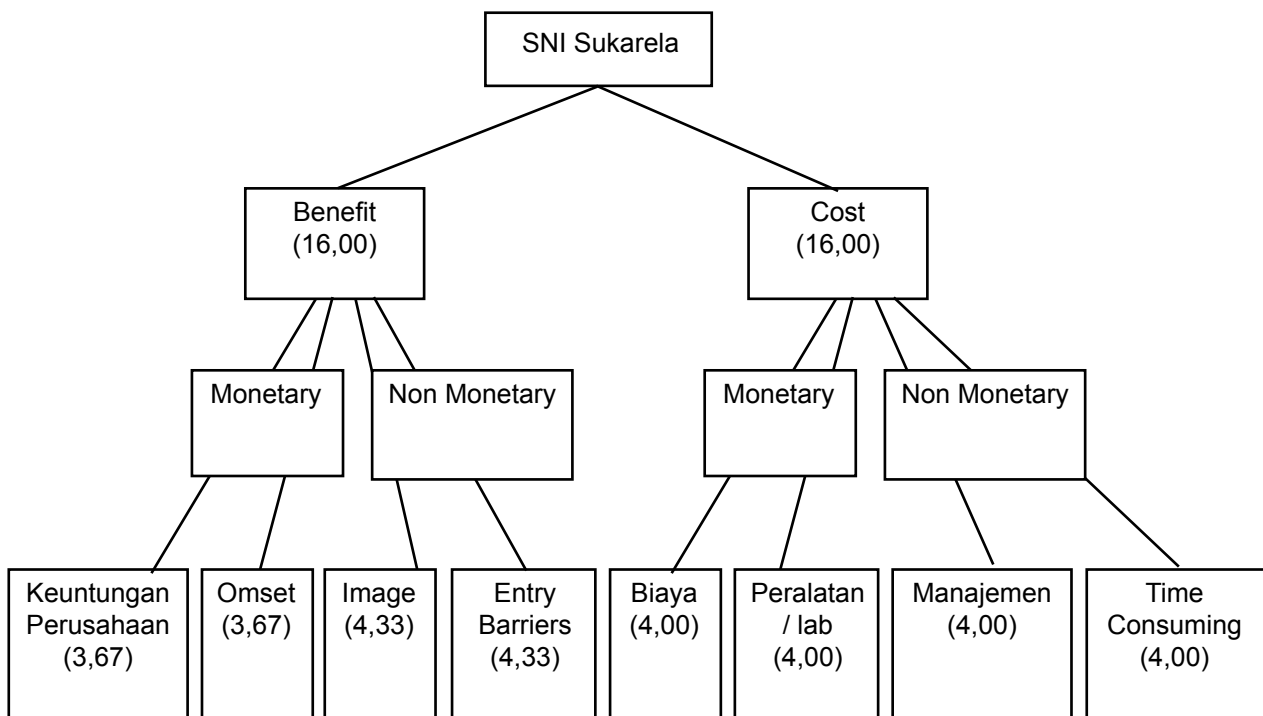 SNI Sukarela
Benefit
(16,00)
Cost
(16,00)
Monetary
Non Monetary
Monetary
Non Monetary
Keuntungan
Perusahaan
(3,67)
Omset
(3,67)
Image
(4,33)
Entry
Barriers
(4,33)
Biaya
(4,00)
Peralatan
/ lab
(4,00)
Manajemen
(4,00)
Time
Consuming
(4,00)